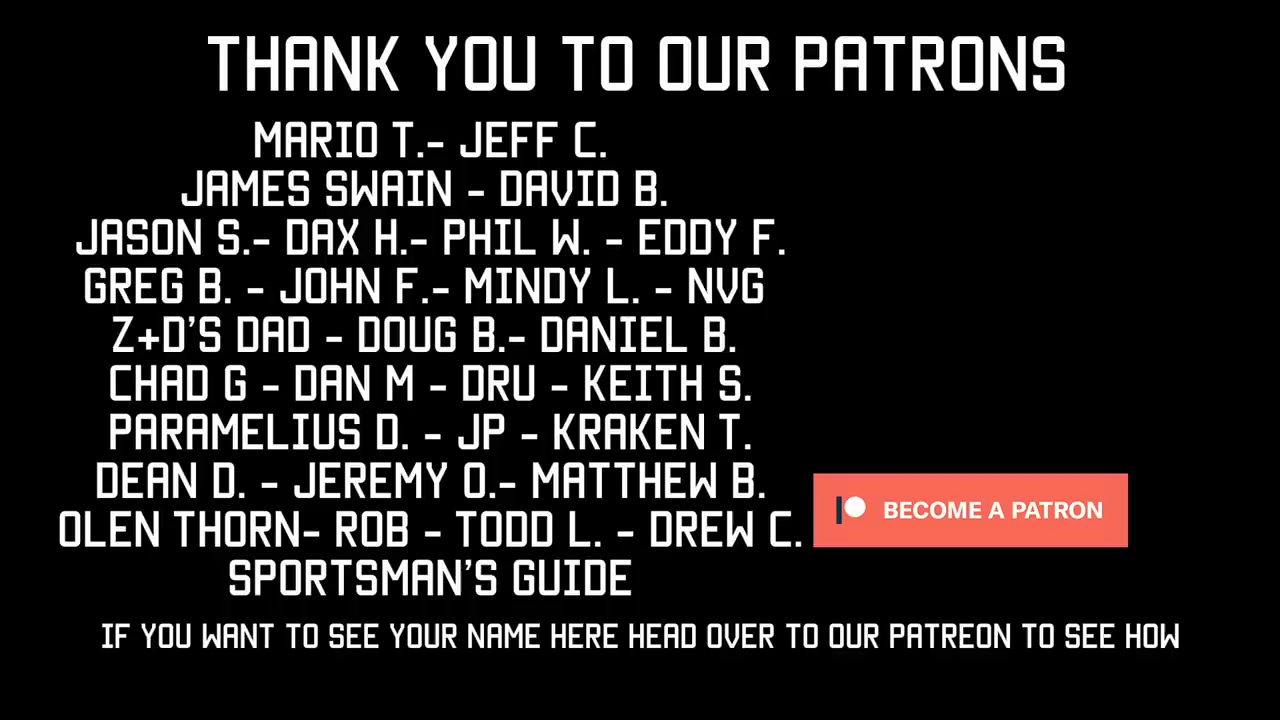 THANK YOU TO OUR PATRONS
MARIO T.- JEFF C.
JAMES SWAIN - DAVID B.
JASON S.- DAX H.- PHIL W. - EDDY F.
GREG B. - JOHN F.- MINDY L. - NVG
Z+D'S DAD - DOUG B.- DANIEL B.
CHAD G - DAN M - DRU - KEITH S.
PARAMELIUS D. - JP - KRAKEN T.
DEAN D. - JEREMY O.- MATTHEW B.
OLEN THORN- ROB - TODD L. - DREW C.
BECOME A PATRON
SPORTSMAN'S GUIDE
IF YOU WANT TO SEE YOUR NAME HERE HEAD OVER TO OUR PATREON TO SEE HOW